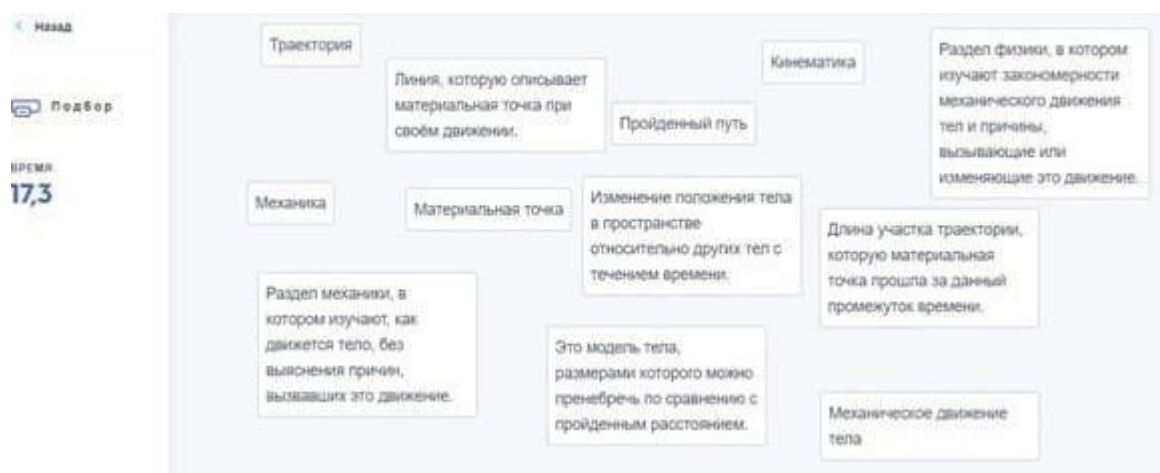 Назад
Подбор
ВРЕМЯ
17,3
Траектория
Линия, которую описывает
материальная точка при
своём движении.
Пройденный путь
Кинематика
Раздел физики, в котором
изучают закономерности
механического движения
тел и причины,
вызывающие или
изменяющие это движение.
Механика
Материальная точка
Изменение положения тела
в пространстве
относительно других тел с
течением времени.
Длина участка траектории,
которую материальная
точка прошла за данный
промежуток времени.
Раздел механики, в
котором изучают, как
движется тело, без
выяснения причин,
вызвавших это движение.
Это модель тела,
размерами которого можно
пренебречь по сравнению с
пройденным расстоянием.
Механическое движение
тела